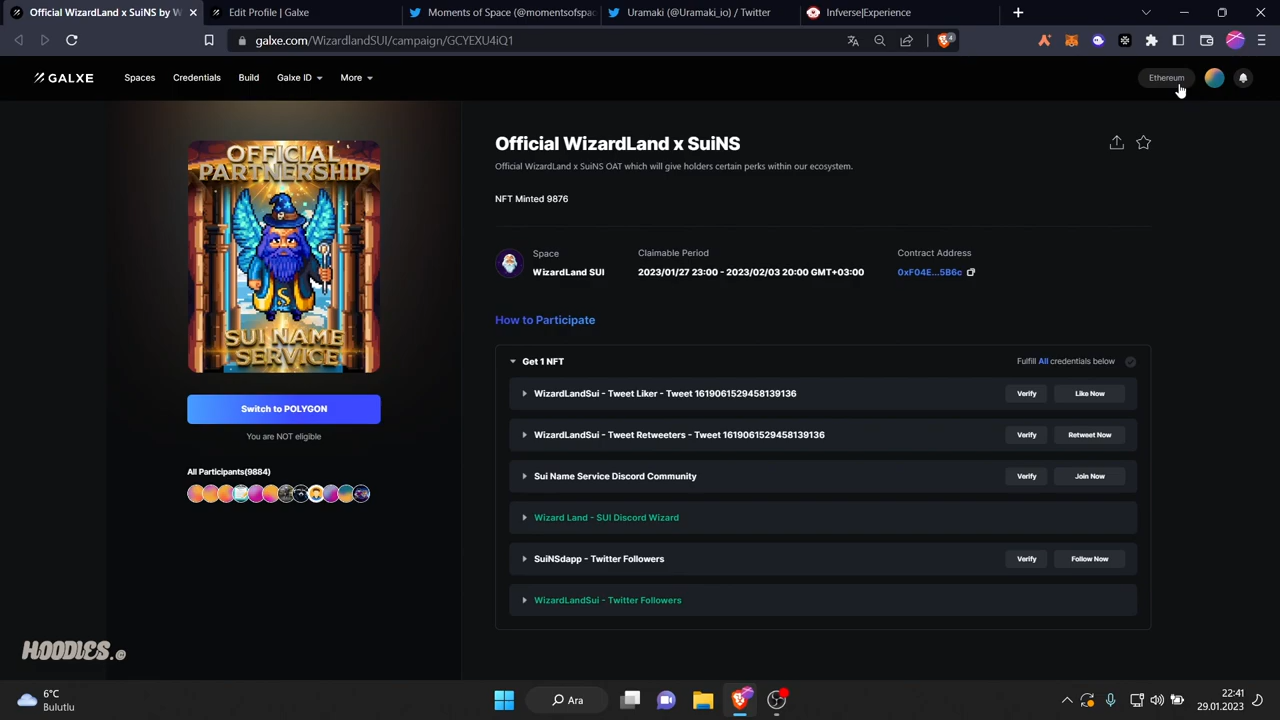 Official WizardLand x SuiNS by W
Edit Profile | Galxe
Moments of Space (@momentsofspac
Uramaki (@Uramaki_io) / Twitter
Infverse|Experience
galxe.com/WizardlandSUI/campaign/GCYEXU4iQ1
4
GALXE
Spaces
Credentials
Build
Galxe ID
More
Ethereum
OFFICIAL
PARTNERSHIP
SUI NAME
SERVICE
Switch to POLYGON
You are NOT eligible
All Participants(9884)
Official WizardLand x SuiNS
Official WizardLand x SuiNS OAT which will give holders certain perks within our ecosystem.
NFT Minted 9876
Space
WizardLand SUI
Claimable Period
2023/01/27 23:00 - 2023/02/03 20:00 GMT+03:00
Contract Address
0xF04E...5B6c
How to Participate
Get 1 NFT
Fulfill All credentials below
WizardLandSui - Tweet Liker - Tweet 1619061529458139136
Verify
Like Now
WizardLandSui - Tweet Retweeters - Tweet 1619061529458139136
Verify
Retweet Now
Sui Name Service Discord Community
Verify
Join Now
Wizard Land - SUI Discord Wizard
SuiNSdapp - Twitter Followers
Verify
Follow Now
WizardLandSui - Twitter Followers
HOODIES.©
6°C
Bulutlu
Ara
22:41
29.01.2023